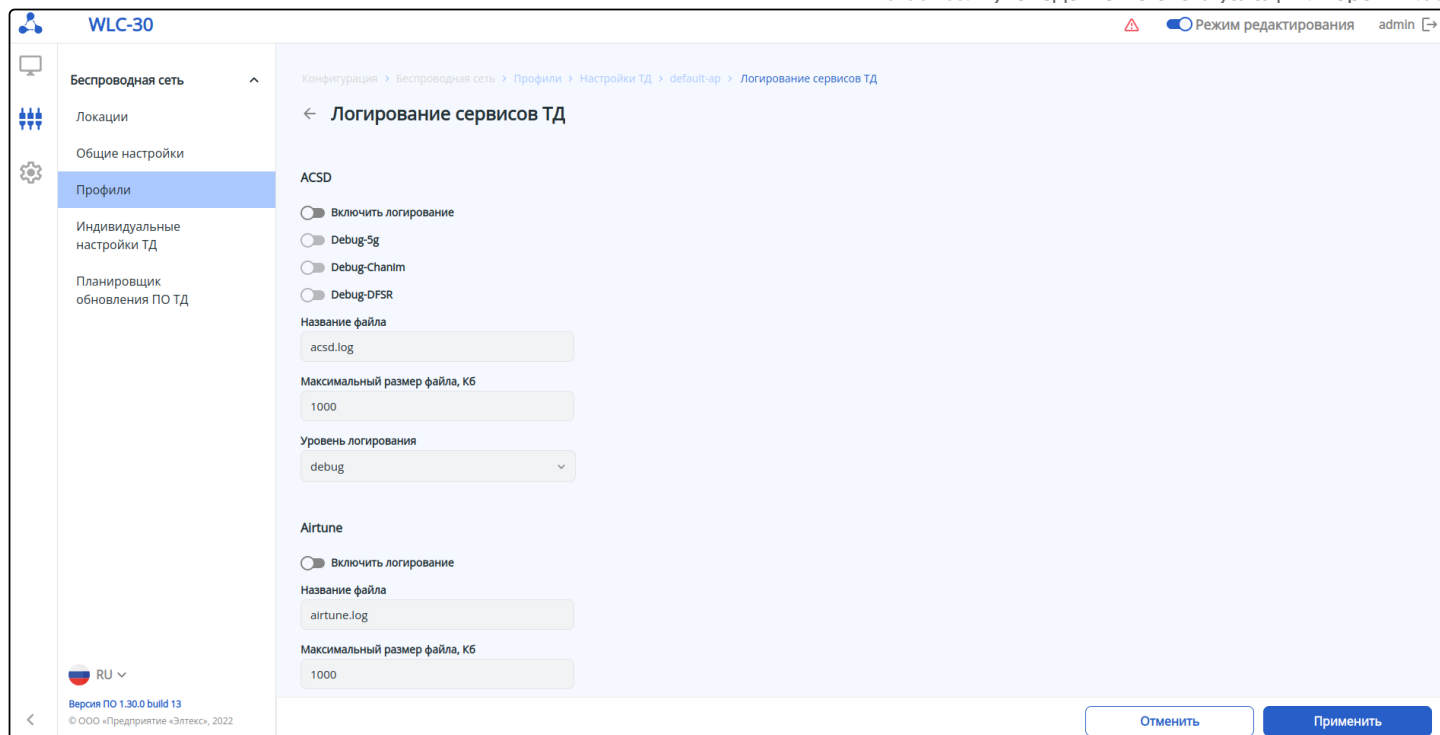 WLC-30
Режим редактирования
admin
Беспроводная сеть
Локации
Общие настройки
Профили
Индивидуальные
настройки ТД
Планировщик
обновления ПО ТД
RU
Версия ПО 1.30.0 build 13
© ООО «Предприятие «Элтекс», 2022
Конфигурация > Беспроводная сеть > Профили > Настройки ТД > default-ap > Логирование сервисов ТД
Логирование сервисов ТД
ACSD
Включить логирование
Debug-5g
Debug-Chanim
Debug-DFSR
Название файла
acsd.log
Максимальный размер файла, Кб
1000
Уровень логирования
debug
Airtune
Включить логирование
Название файла
airtune.log
Максимальный размер файла, Кб
1000
Отменить
Применить